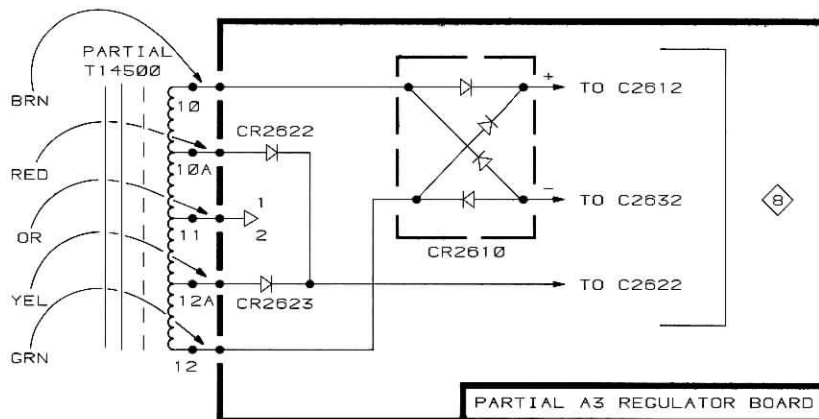 PARTIAL
T14500
BRN
10
+
TO C2612
CR2622
RED
10A
1
2
OR
11
−
TO C2632
8
CR2610
YEL
12A
CR2623
TO C2622
GRN
12
PARTIAL A3 REGULATOR BOARD